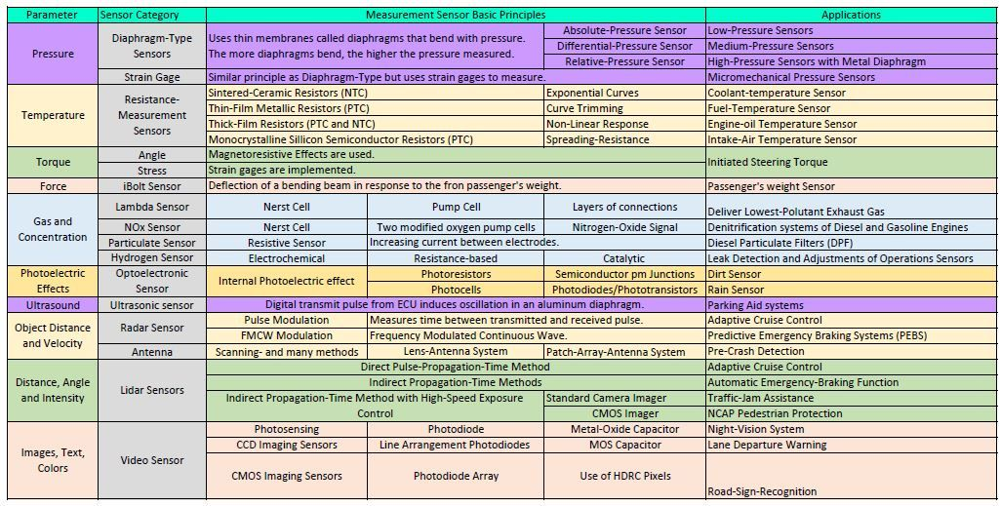 Parameter Sensor Category Measurement Sensor Basic Principles Applications
Pressure
Diaphragm-Type
Sensors
Uses thin membranes called diaphragms that bend with pressure.
The more diaphragms bend, the higher the pressure measured.
Absolute-Pressure Sensor Low-Pressure Sensors
Differential-Pressure Sensor Medium-Pressure Sensors
Relative-Pressure Sensor High-Pressure Sensors with Metal Diaphragm
Strain Gage Similar principle as Diaphragm-Type but uses strain gages to measure. Micromechanical Pressure Sensors
Temperature
Resistance-
Measurement
Sensors
Sintered-Ceramic Resistors (NTC) Exponential Curves Coolant-temperature Sensor
Thin-Film Metallic Resistors (PTC) Curve Trimming Fuel-Temperature Sensor
Thick-Film Resistors (PTC and NTC) Non-Linear Response Engine-oil Temperature Sensor
Monocrystalline Sillicon Semiconductor Resistors (PTC) Spreading-Resistance Intake-Air Temperature Sensor
Torque
Angle Magnetoresistive Effects are used.
Stress Strain gages are implemented.
Initiated Steering Torque
Force iBolt Sensor Deflection of a bending beam in response to the fron passenger's weight. Passenger's weight Sensor
Gas and
Concentration
Lambda Sensor Nerst Cell Pump Cell Layers of connections Deliver Lowest-Polutant Exhaust Gas
NOx Sensor Nerst Cell Two modified oxygen pump cells Nitrogen-Oxide Signal Denitrification systems of Diesel and Gasoline Engines
Particulate Sensor Resistive Sensor Increasing current between electrodes. Diesel Particulate Filters (DPF)
Hydrogen Sensor Electrochemical Resistance-based Catalytic Leak Detection and Adjustments of Operation Sensors
Photoelectric
Effects
Optoelectronic
Sensor
Internal Photoelectric effect
Photoresistors Semiconductor pm Junctions Dirt Sensor
Photocells Photodiodes/Phototransistors Rain Sensor
Ultrasound Ultrasonic sensor Digital transmit pulse from ECU induces oscillation in an aluminum diaphragm. Parking Aid systems
Object Distance
and Velocity
Radar Sensor
Pulse Modulation Measures time between transmitted and received pulse. Adaptive Cruise Control
FMCW Modulation Frequency Modulated Continuous Wave. Predictive Emergency Braking Systems (PEBS)
Antenna Scanning- and many methods Lens-Antenna System Patch-Array-Antenna System Pre-Crash Detection
Distance, Angle
and Intensity
Lidar Sensors
Direct Pulse-Propagation-Time Method Adaptive Cruise Control
Indirect Propagation-Time Methods Automatic Emergency-Braking Function
Indirect Propagation-Time Method with High-Speed Exposure
Control
Standard Camera Imager Traffic-Jam Assistance
CMOS Imager NCAP Pedestrian Protection
Images, Text,
Colors
Video Sensor
Photosensing Photodiode Metal-Oxide Capacitor Night-Vision System
CCD Imaging Sensors Line Arrangement Photodiodes MOS Capacitor Lane Departure Warning
CMOS Imaging Sensors Photodiode Array Use of HDRC Pixels Road-Sign-Recognition